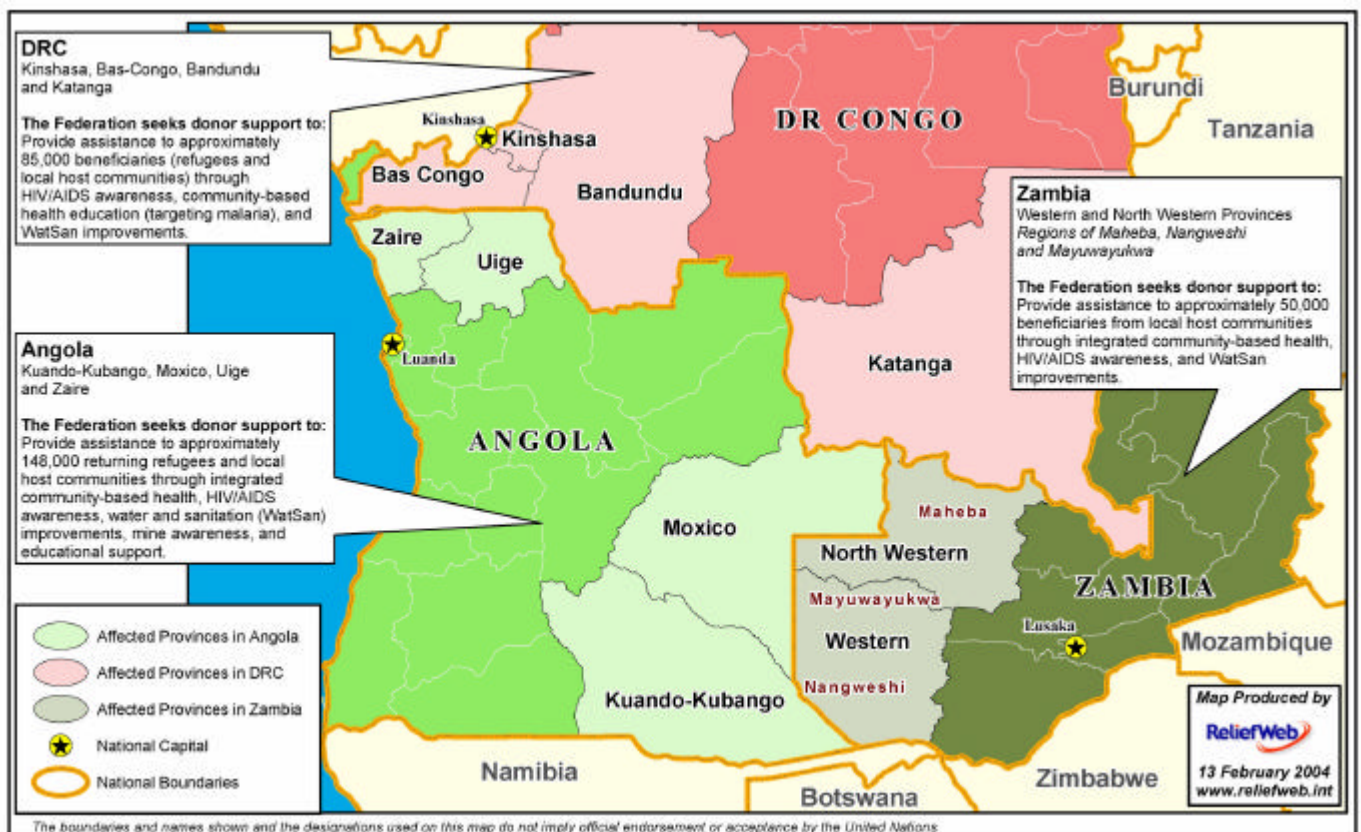 DRC
Kinshasa, Bas-Congo, Bandundu
and Katanga
The Federation seeks donor support to:
Provide assistance to approximately
85,000 beneficiaries (refugees and
local host communities) through
HIV/AIDS awareness, community-based
health education (targeting malaria), and
WatSan improvements.
Angola
Kuando-Kubango, Moxico, Uige
and Zaire
The Federation seeks donor support to:
Provide assistance to approximately
148,000 returning refugees and local
host communities through integrated
community-based health, HIV/AIDS
awareness, water and sanitation (WatSan)
improvements, mine awareness, and
educational support.
Affected Provinces in Angola
Affected Provinces in DRC
Affected Provinces in Zambia
National Capital
National Boundaries
Kinshasa
Kinshasa
Bas Congo
Bandundu
DR CONGO
Burundi
Tanzania
Zambia
Western and North Western Provinces
Regions of Maheba, Nangweshi
and Mayuwayukwa
The Federation seeks donor support to:
Provide assistance to approximately 50,000
beneficiaries from local host communities
through integrated community-based health,
HIV/AIDS awareness, and WatSan
improvements.
Zaire
Uige
Luanda
Katanga
ANGOLA
Moxico
Maheba
North Western
Mayuwayukwa
ZAMBIA
Lusaka
Western
Nangweshi
Kuando-Kubango
Mozambique
Namibia
Botswana
Zimbabwe
Map Produced by
ReliefWeb
13 February 2004
www.reliefweb.int
The boundaries and names shown and the designations used on this map do not imply official endorsement or acceptance by the United Nations